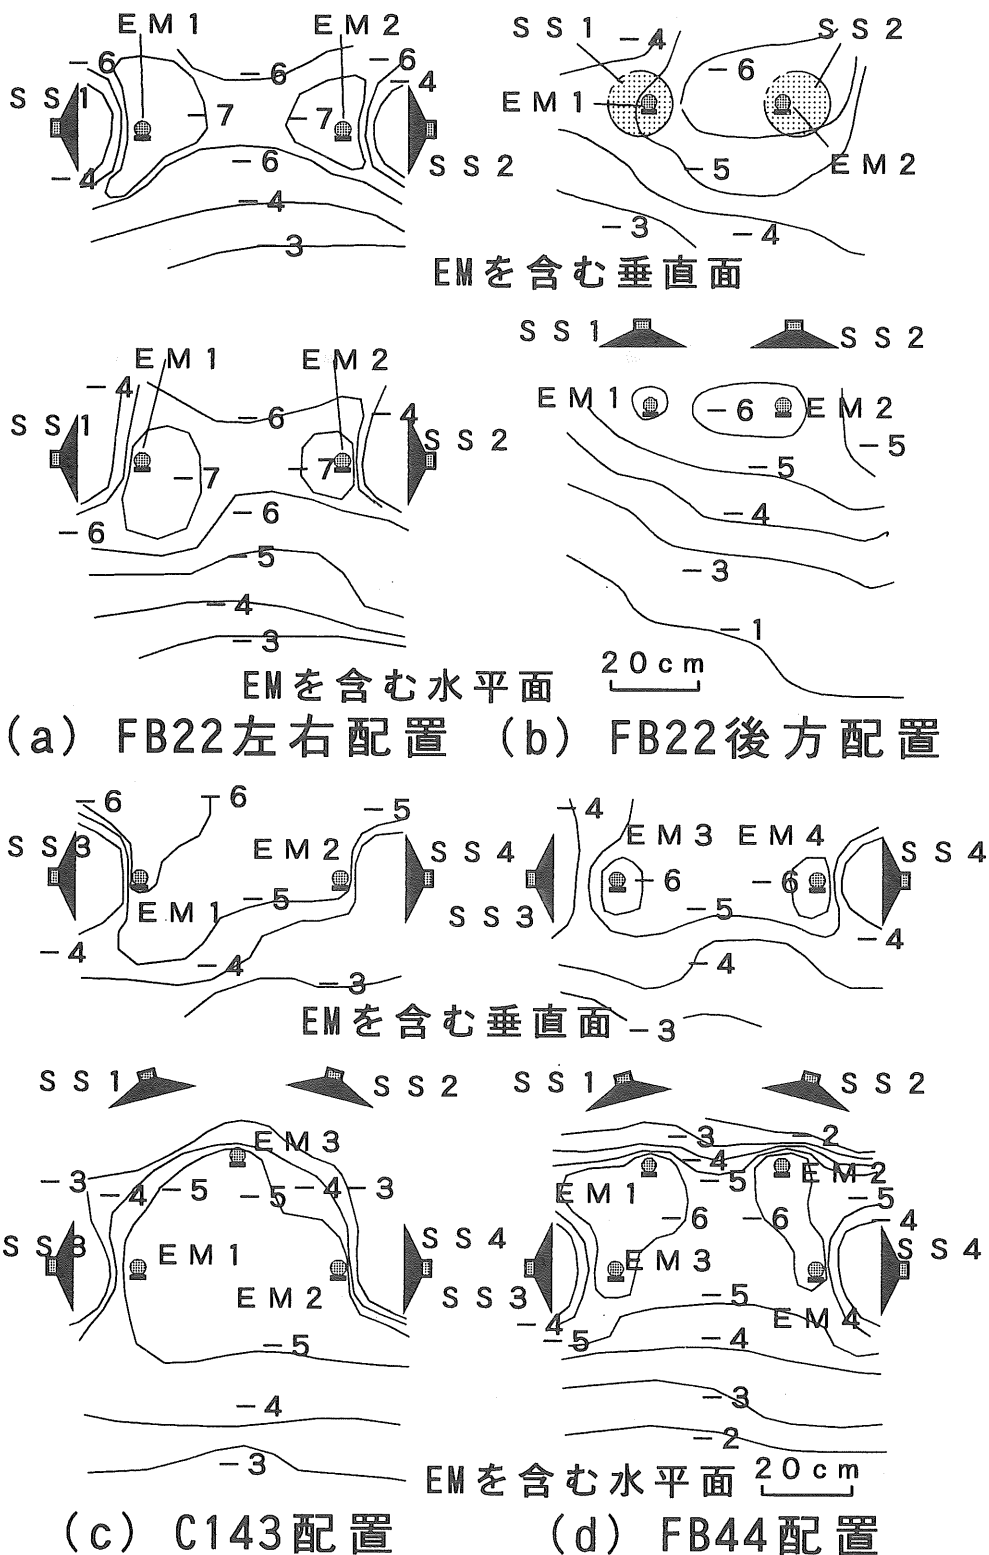 EM1 EM2
-6 -6 -6
-4
SS1
-7 -7
-6
SS2
-4
-4
-3
SS1 -4 SS2
-6
EM1
-5 EM2
-3 -4
EMを含む垂直面
EM1 EM2
-4 -6 -4
SS1 SS2
-7 -7
-6 -6
-5
-4
-3
SS1 SS2
EM1 -6 EM2
-5 -5
-4
-3
-1
EMを含む水平面
20cm
(a) FB22左右配置 (b) FB22後方配置
-6 -6 -5
SS3 EM2 SS4
EM1 -5
-4 -4
-3
-4
EM3 EM4
SS4
-6 -6
SS3 -5
-4
-4
-3
EMを含む垂直面
SS1 SS2
EM3
-3 -4 -5 -5 -4 -3
SS3 EM1 SS4
EM2
-5
-4
-3
SS1 SS2
-3 -2
-4
-5 EM2
EM1 -5
-6 -6 -4
EM3 SS4
SS3
-5
-4 EM4
-5 -4
-3
-2
EMを含む水平面 20cm
(c) C143配置 (d) FB44配置